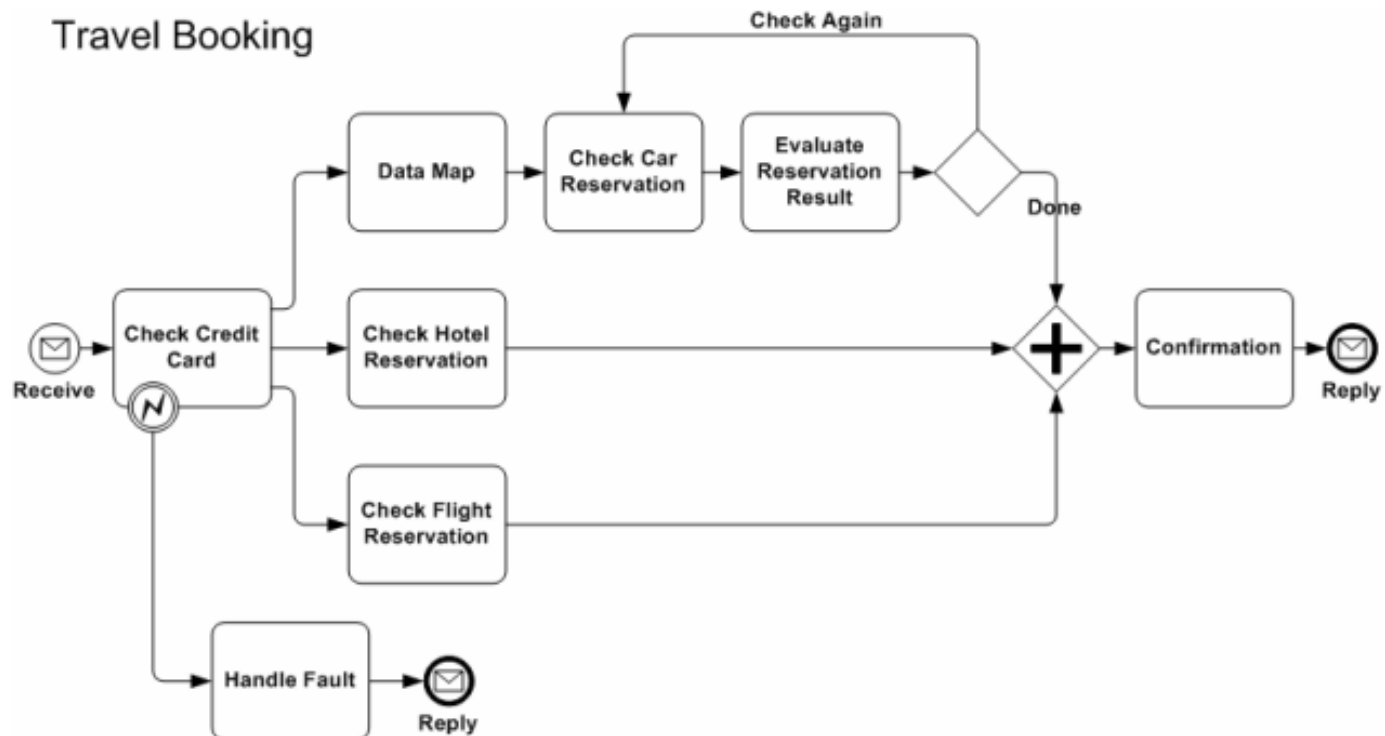 Travel Booking
Check Again
Data Map
Check Car
Reservation
Evaluate
Reservation
Result
Done
Receive
Check Credit
Card
Check Hotel
Reservation
Confirmation
Reply
Check Flight
Reservation
Handle Fault
Reply